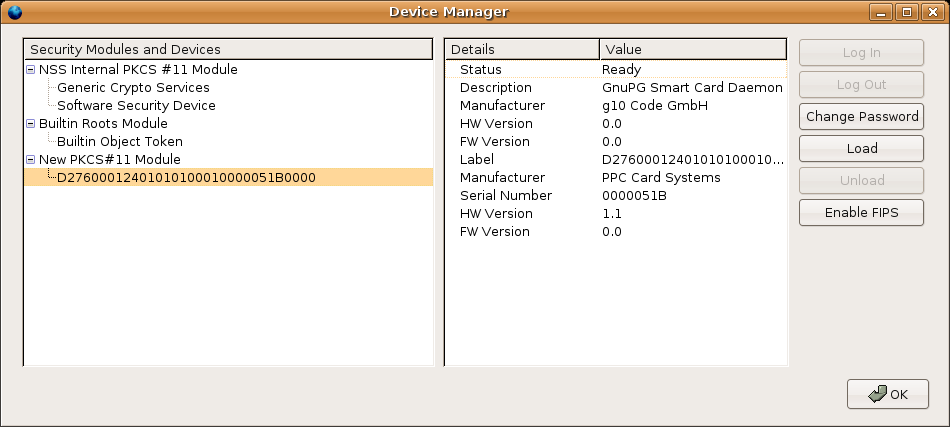 Device Manager
Security Modules and Devices
NSS Internal PKCS #11 Module
Generic Crypto Services
Software Security Device
Builtin Roots Module
Builtin Object Token
New PKCS#11 Module
D27600012401010100010000051B0000
Details Value
Status Ready
Description GnuPG Smart Card Daemon
Manufacturer g10 Code GmbH
HW Version 0.0
FW Version 0.0
Label D27600012401010100010...
Manufacturer PPC Card Systems
Serial Number 0000051B
HW Version 1.1
FW Version 0.0
Log In
Log Out
Change Password
Load
Unload
Enable FIPS
OK